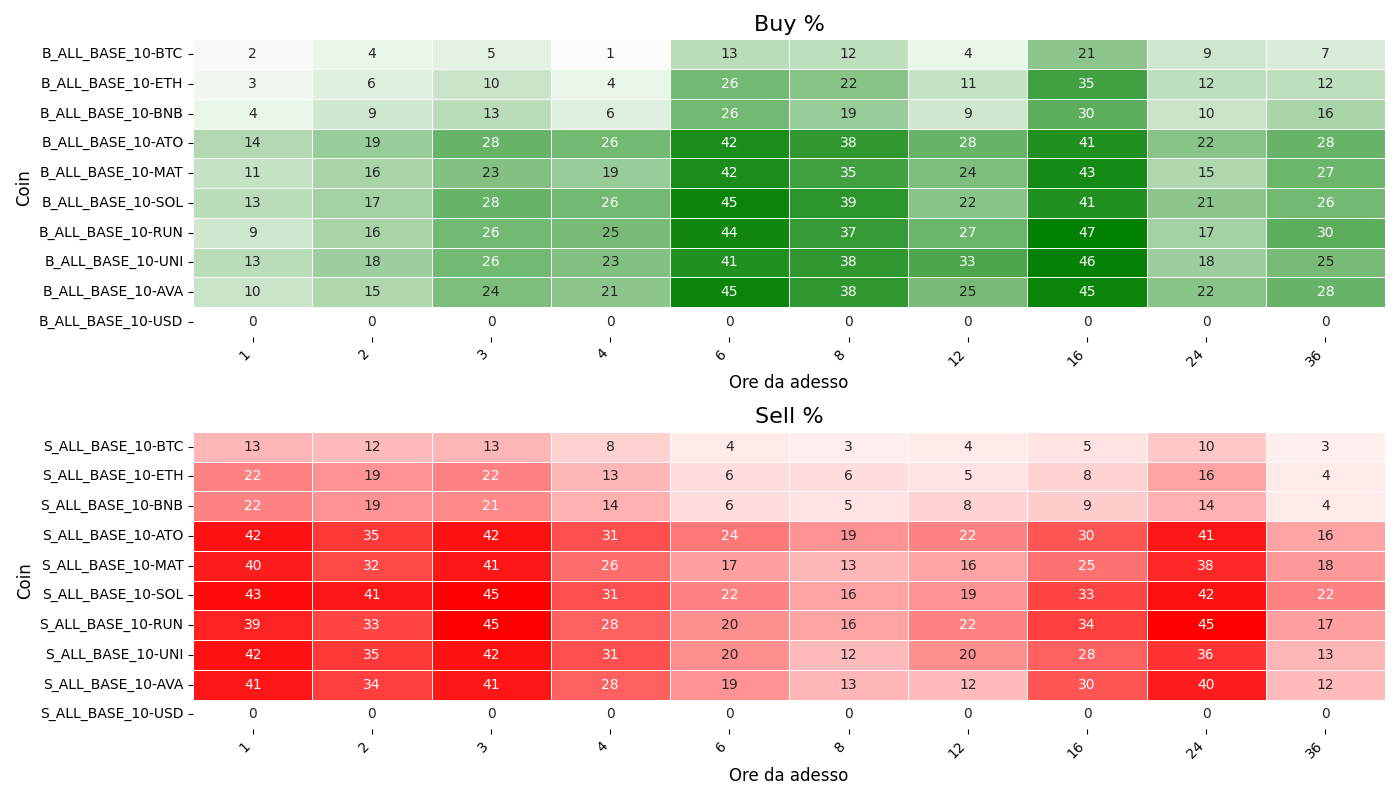 Buy %
Coin
B_ALL_BASE_10-BTC 2 4 5 1 13 12 4 21 9 7
B_ALL_BASE_10-ETH 3 6 10 4 26 22 11 35 12 12
B_ALL_BASE_10-BNB 4 9 13 6 26 19 9 30 10 16
B_ALL_BASE_10-ATO 14 19 28 26 42 38 28 41 22 28
B_ALL_BASE_10-MAT 11 16 23 19 42 35 24 43 15 27
B_ALL_BASE_10-SOL 13 17 28 26 45 39 22 41 21 26
B_ALL_BASE_10-RUN 9 16 26 25 44 37 27 47 17 30
B_ALL_BASE_10-UNI 13 18 26 23 41 38 33 46 18 25
B_ALL_BASE_10-AVA 10 15 24 21 45 38 25 45 22 28
B_ALL_BASE_10-USD 0 0 0 0 0 0 0 0 0 0
1 2 3 4 6 8 12 16 24 36
Ore da adesso
Sell %
Coin
S_ALL_BASE_10-BTC 13 12 13 8 4 3 4 5 10 3
S_ALL_BASE_10-ETH 22 19 22 13 6 6 5 8 16 4
S_ALL_BASE_10-BNB 22 19 21 14 6 5 8 9 14 4
S_ALL_BASE_10-ATO 42 35 42 31 24 19 22 30 41 16
S_ALL_BASE_10-MAT 40 32 41 26 17 13 16 25 38 18
S_ALL_BASE_10-SOL 43 41 45 31 22 16 19 33 42 22
S_ALL_BASE_10-RUN 39 33 45 28 20 16 22 34 45 17
S_ALL_BASE_10-UNI 42 35 42 31 20 12 20 28 36 13
S_ALL_BASE_10-AVA 41 34 41 28 19 13 12 30 40 12
S_ALL_BASE_10-USD 0 0 0 0 0 0 0 0 0 0
1 2 3 4 6 8 12 16 24 36
Ore da adesso